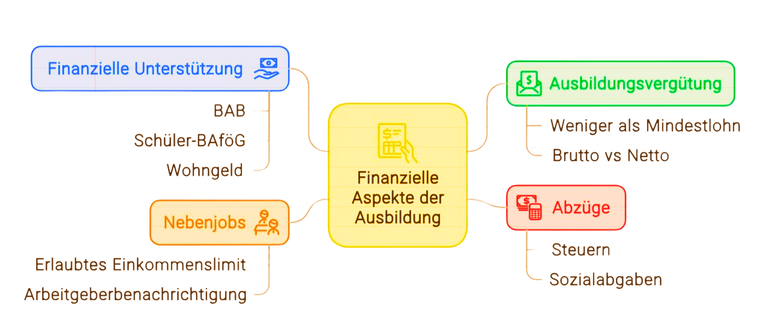 Finanzielle Unterstützung
BAB
Schüler-BAföG
Wohngeld
Nebenjobs
Erlaubtes Einkommenslimit
Arbeitgeberbenachrichtigung
Finanzielle
Aspekte der
Ausbildung
Ausbildungsvergütung
Weniger als Mindestlohn
Brutto vs Netto
Abzüge
Steuern
Sozialabgaben